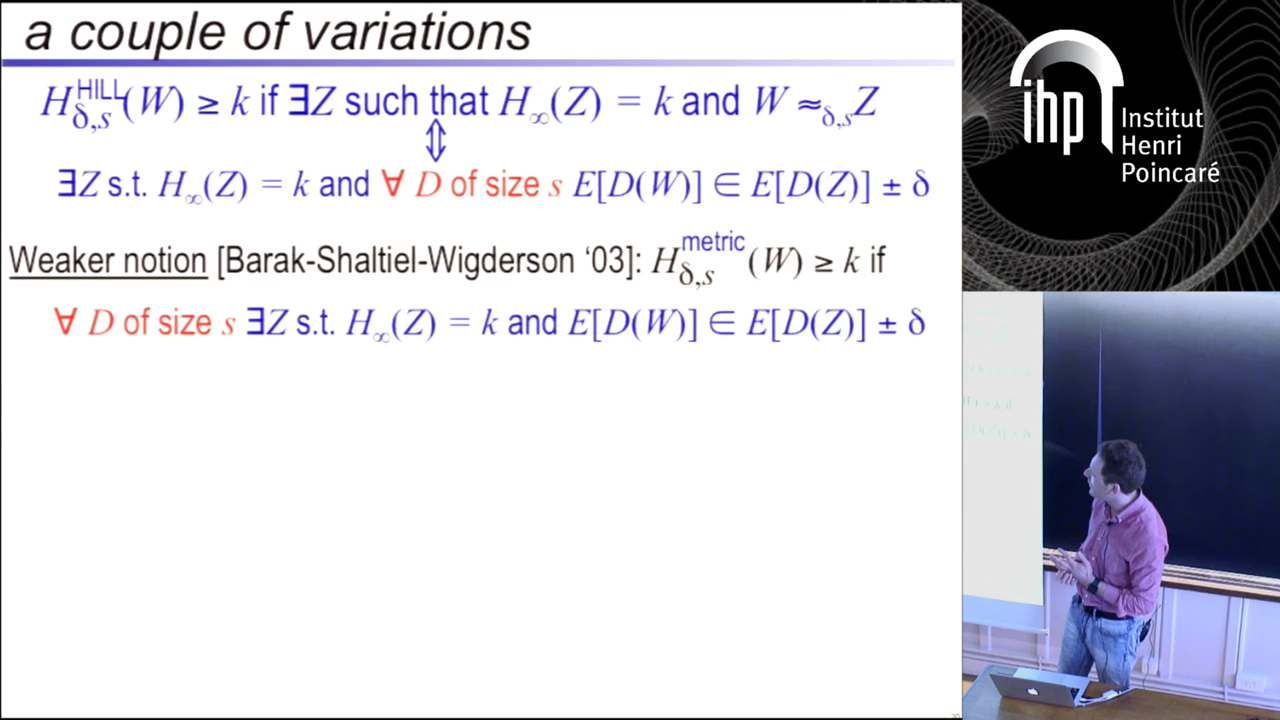 a couple of variations
H^HILL_δ,s(W) ≥ k if ∃Z such that H_∞(Z) = k and W ≈_δ,s Z
⇕
∃Z s.t. H_∞(Z) = k and ∀ D of size s E[D(W)] ∈ E[D(Z)] ± δ
Weaker notion [Barak-Shaltiel-Wigderson ‘03]: H^metric_δ,s(W) ≥ k if
∀ D of size s ∃Z s.t. H_∞(Z) = k and E[D(W)] ∈ E[D(Z)] ± δ
ihp
Institut
Henri
Poincaré